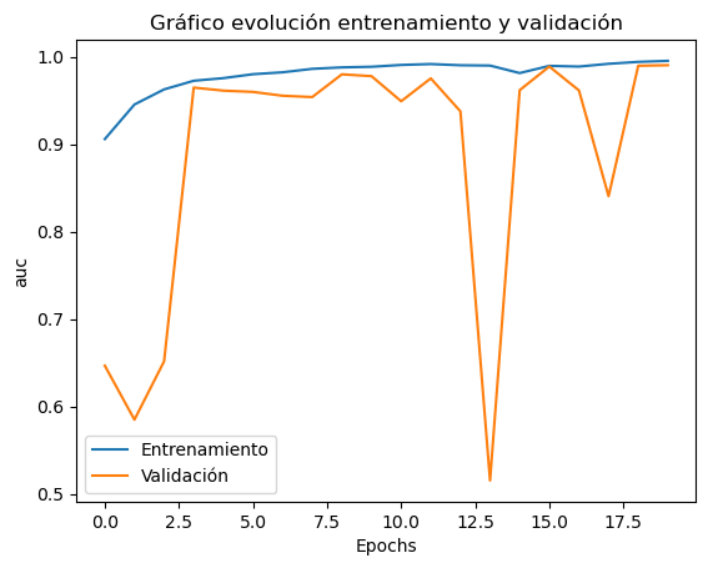 Gráfico evolución entrenamiento y validación
1.0
0.9
0.8
0.7
0.6
0.5
auc
Entrenamiento
Validación
0.0 2.5 5.0 7.5 10.0 12.5 15.0 17.5
Epochs